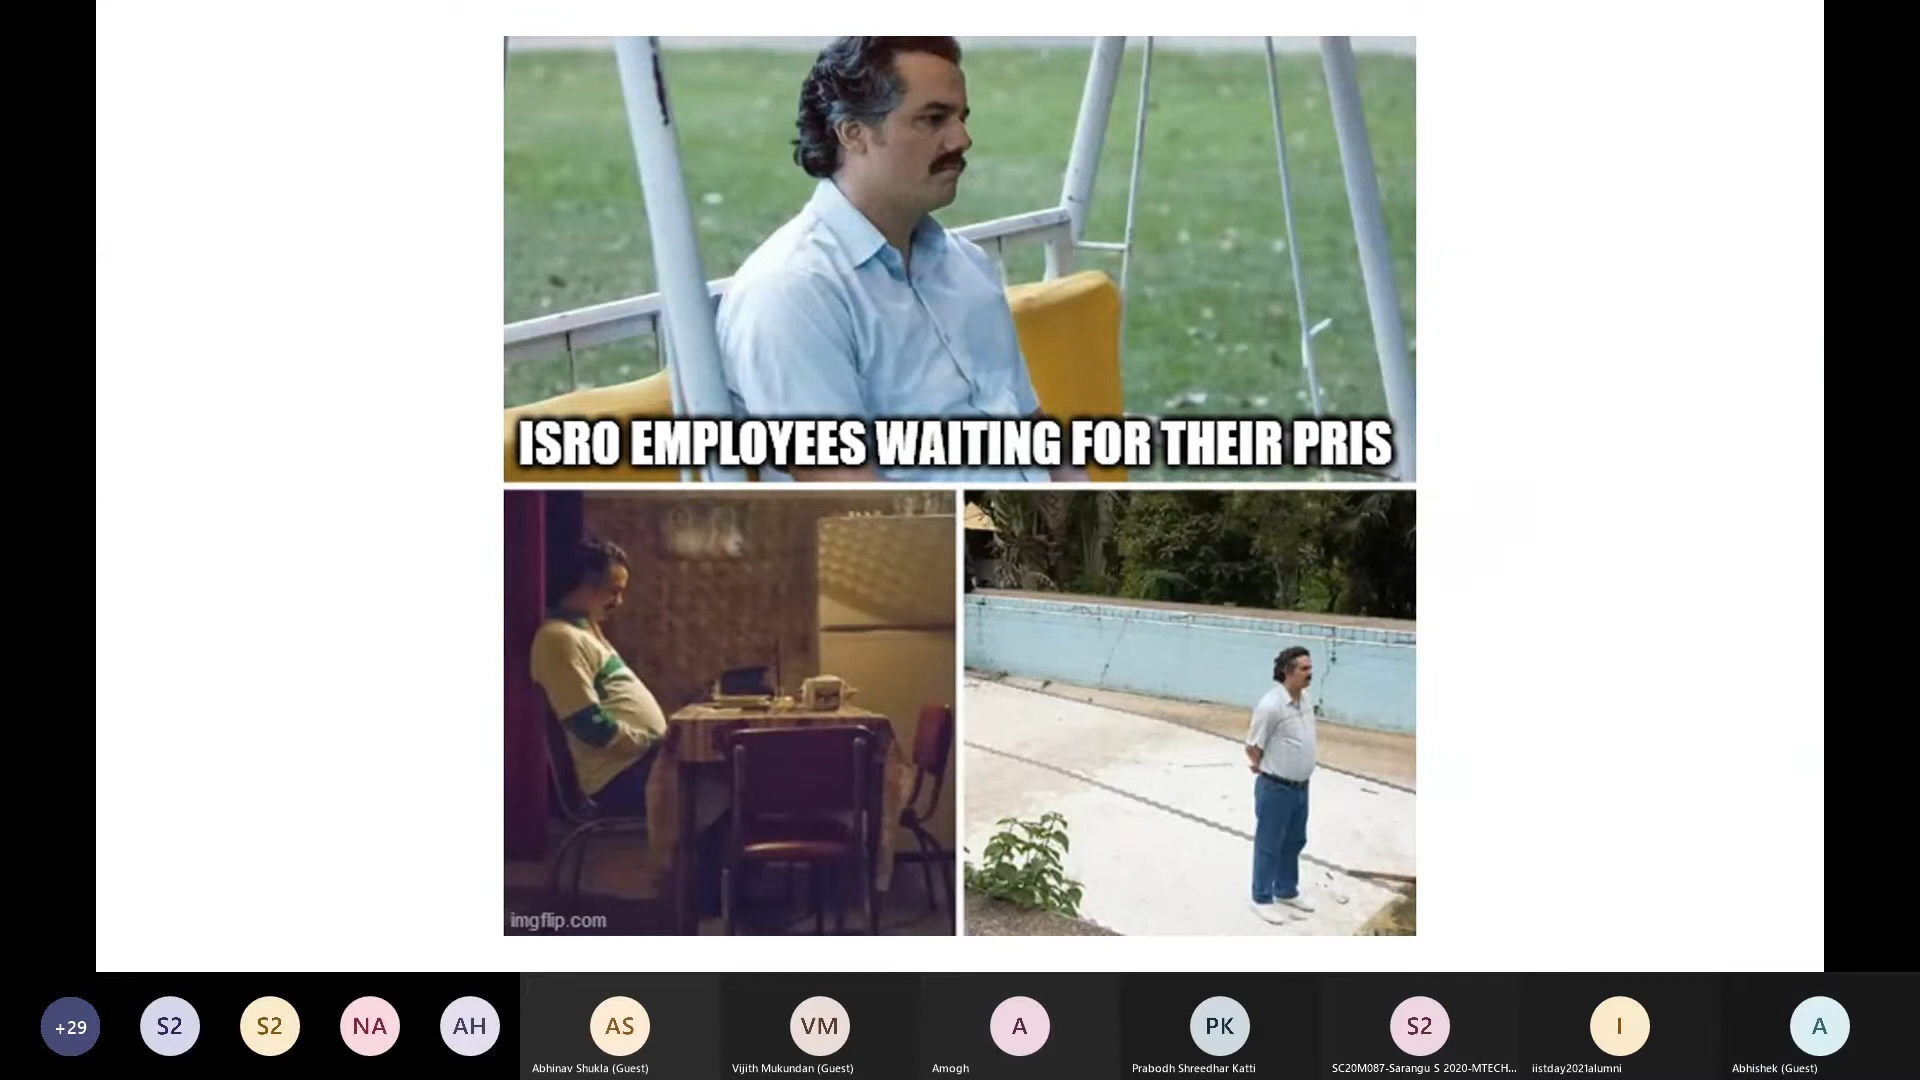 ISRO EMPLOYEES WAITING FOR THEIR PRIS
imgflip.com
+29
S2
S2
NA
AH
AS
VM
A
PK
S2
I
A
Abhinav Shukla (Guest)
Vijith Mukundan (Guest)
Amogh
Prabodh Shreedhar Katti
SC20M087-Sarangu S 2020-MTECH...
iistday2021alumni
Abhishek (Guest)